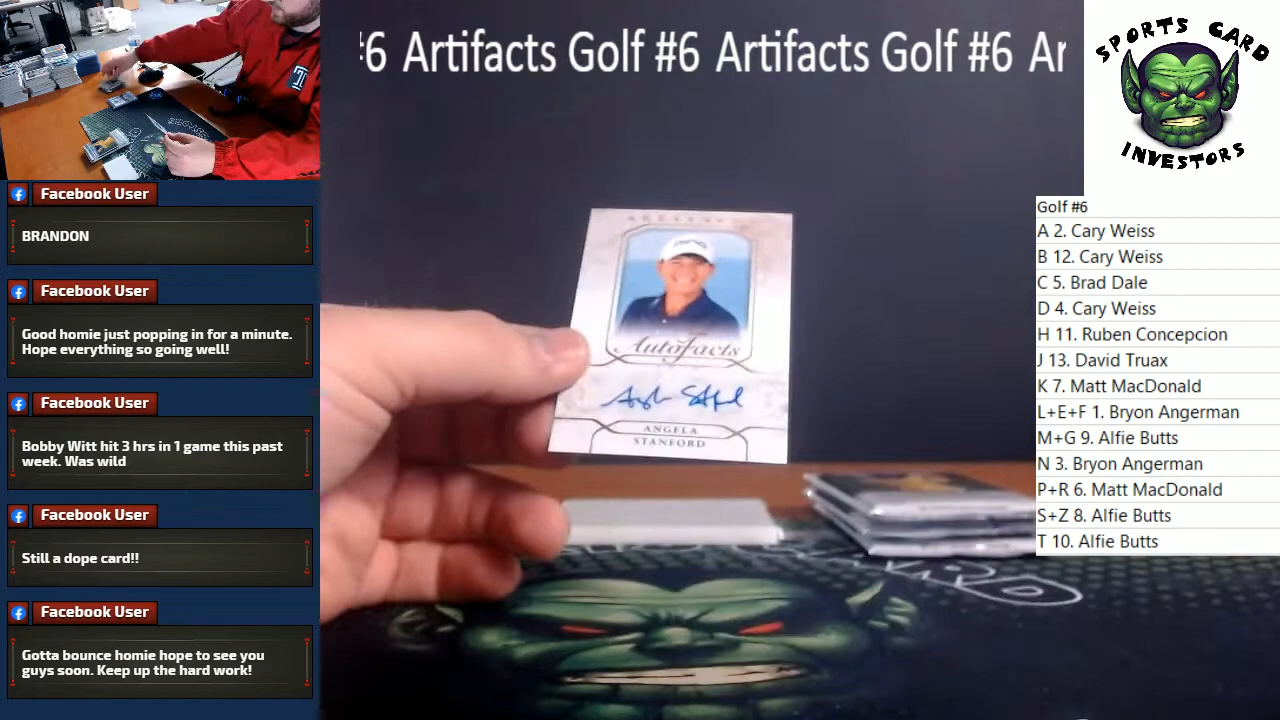 #6 Artifacts Golf #6 Artifacts Golf #6 Ar
SPORTS CARD
INVESTORS
Facebook User
BRANDON
Facebook User
Good homie just popping in for a minute.
Hope everything so going well!
Facebook User
Bobby Witt hit 3 hrs in 1 game this past
week. Was wild
Facebook User
Still a dope card!!
Facebook User
Gotta bounce homie hope to see you
guys soon. Keep up the hard work!
ARTIFACTS
PING
AutoFacts
ANGELA
STANFORD
Golf #6
A 2. Cary Weiss
B 12. Cary Weiss
C 5. Brad Dale
D 4. Cary Weiss
H 11. Ruben Concepcion
J 13. David Truax
K 7. Matt MacDonald
L+E+F 1. Bryon Angerman
M+G 9. Alfie Butts
N 3. Bryon Angerman
P+R 6. Matt MacDonald
S+Z 8. Alfie Butts
T 10. Alfie Butts